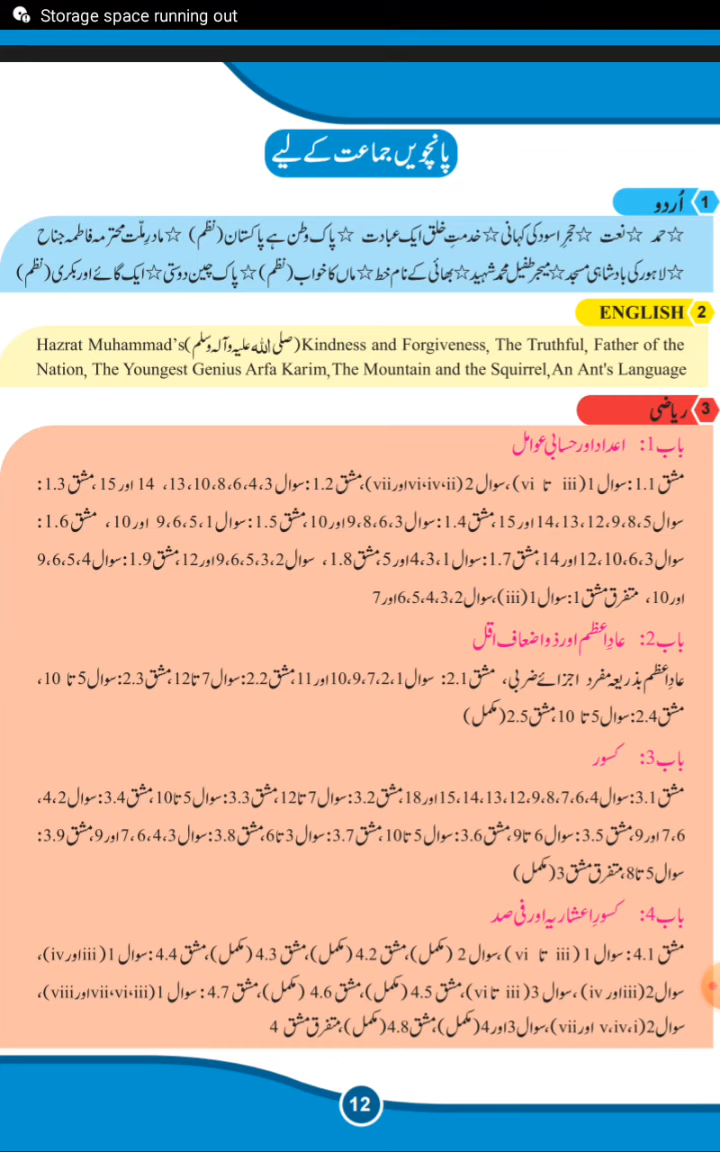 Storage space running out
پانچویں جماعت کے لیے
1 اُردو
☆حمد ☆نعت ☆حجرِ اسود کی کہانی ☆خدمتِ خلق ایک عبادت ☆پاک وطن ہے پاکستان (نظم) ☆مادرِ ملّت محترمہ فاطمہ جناح
☆لاہور کی بادشاہی مسجد ☆میجر طفیل محمد شہید ☆بھائی کے نام خط ☆ماں کا خواب (نظم) ☆پاک چین دوستی ☆ایک گائے اور بکری (نظم)
ENGLISH 2
Hazrat Muhammad's(صلی اللہ علیہ وآلہ وسلم)Kindness and Forgiveness, The Truthful, Father of the
Nation, The Youngest Genius Arfa Karim,The Mountain and the Squirrel,An Ant's Language
3 ریاضی
باب 1: اعداد اور حسابی عوامل
مشق 1.1: سوال 1 (iii تا vi)، سوال 2 (ii،iv،vi اور vii)، مشق 1.2: سوال 3،4،6،8،10،13، 14 اور 15، مشق 1.3:
سوال 5،8،9،12،13،14 اور 15، مشق 1.4: سوال 3،6،8،9 اور 10، مشق 1.5: سوال 1،5،6،9 اور 10، مشق 1.6:
سوال 3،6،10،12 اور 14، مشق 1.7: سوال 1،3،4 اور 5، مشق 1.8، سوال 2،3،5،6،9 اور 12، مشق 1.9: سوال 4،5،6،9
اور 10، متفرق مشق 1: سوال 1 (iii)، سوال 2،3،4،5،6 اور 7
باب 2: عادِاعظم اور ذواضعاف اقل
عادِاعظم بذریعہ مفرد اجزائے ضربی، مشق 2.1: سوال 1،2،7،9،10 اور 11، مشق 2.2: سوال 7 تا 12، مشق 2.3: سوال 5 تا 10،
مشق 2.4: سوال 5 تا 10، مشق 2.5 (مکمل)
باب 3: کسور
مشق 3.1: سوال 4،6،7،8،9،12،13،14،15 اور 18، مشق 3.2: سوال 7 تا 12، مشق 3.3: سوال 5 تا 10، مشق 3.4: سوال 2،4،
6،7 اور 9، مشق 3.5: سوال 6 تا 9، مشق 3.6: سوال 5 تا 10، مشق 3.7: سوال 3 تا 6، مشق 3.8: سوال 3،4،6،7 اور 9، مشق 3.9:
سوال 5 تا 8، متفرق مشق 3 (مکمل)
باب 4: کسورِ اعشاریہ اور فی صد
مشق 4.1: سوال 1 (iii تا vi)، سوال 2 (مکمل)، مشق 4.2 (مکمل)، مشق 4.3 (مکمل)، مشق 4.4: سوال 1 (iii اور iv)،
سوال 2 (iii اور iv)، سوال 3 (iii تا vi)، مشق 4.5 (مکمل)، مشق 4.6 (مکمل)، مشق 4.7: سوال 1 (iii،vi،vii اور viii)،
سوال 2 (i،iv،v اور vii)، سوال 3 اور 4 (مکمل)، مشق 4.8 (مکمل)، متفرق مشق 4
12